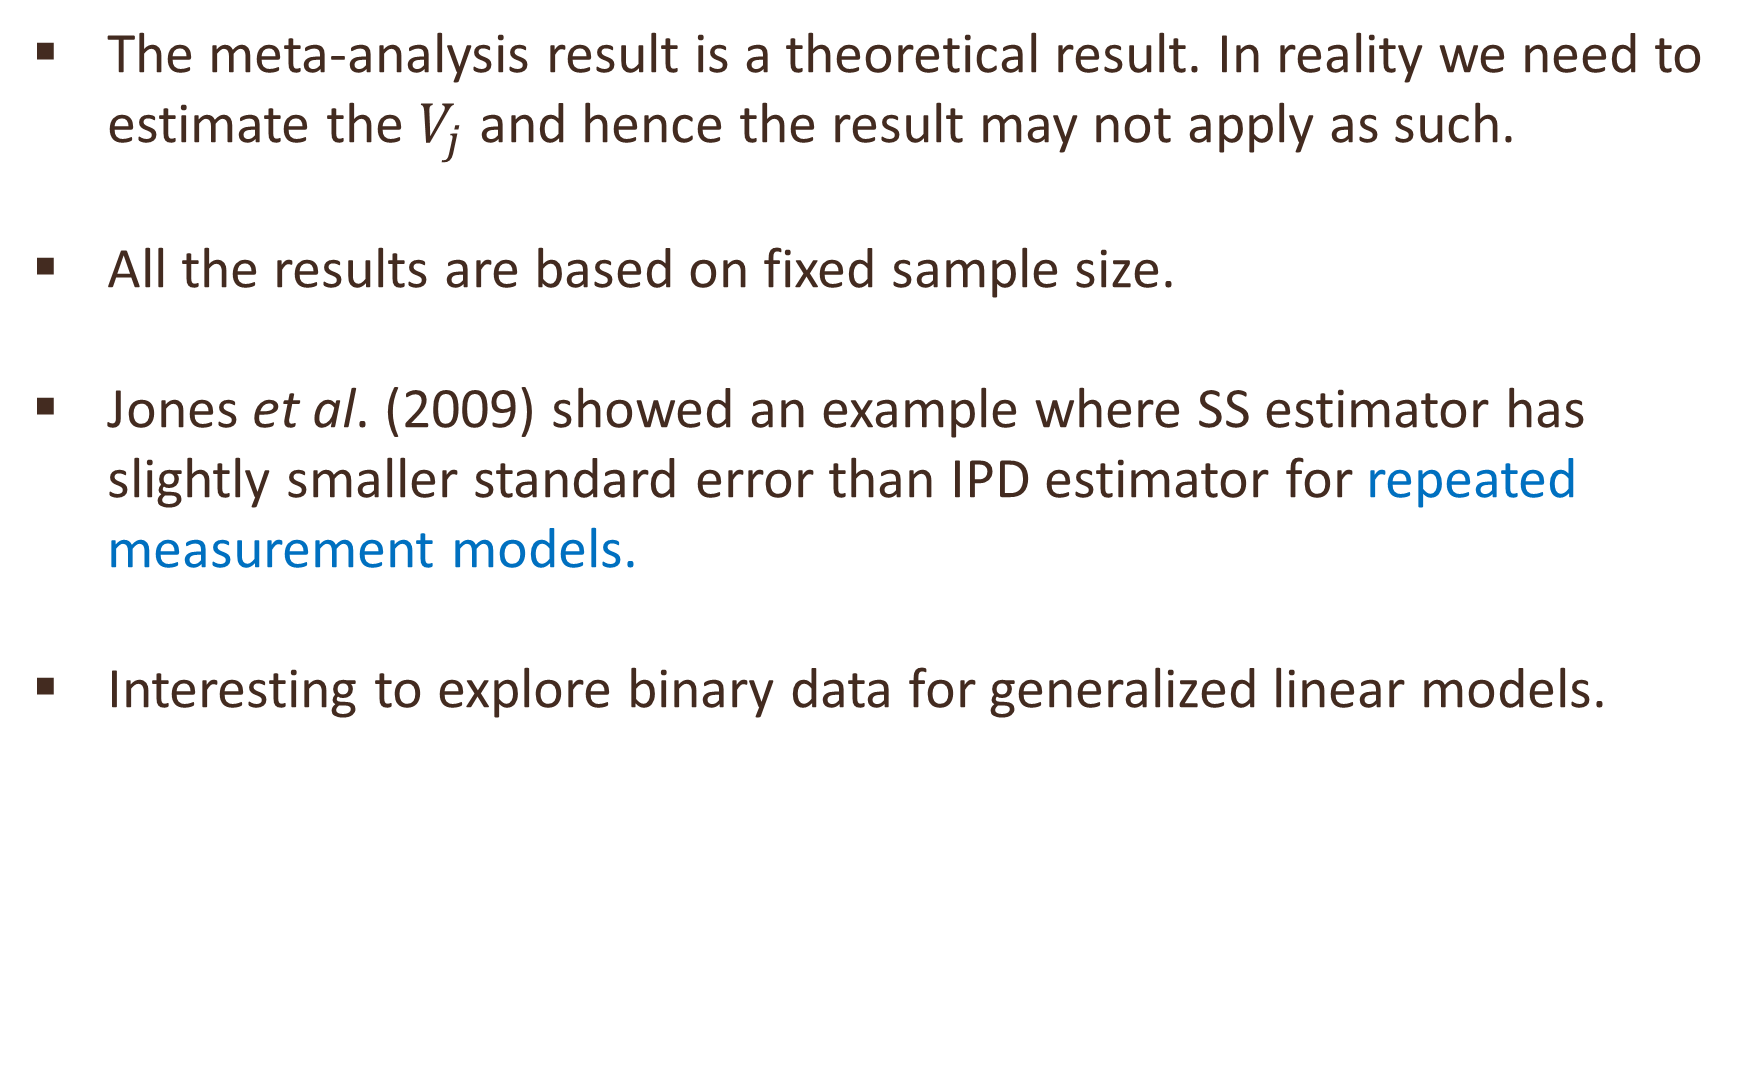 ▪ The meta-analysis result is a theoretical result. In reality we need to
estimate the V_j and hence the result may not apply as such.
▪ All the results are based on fixed sample size.
▪ Jones et al. (2009) showed an example where SS estimator has
slightly smaller standard error than IPD estimator for repeated
measurement models.
▪ Interesting to explore binary data for generalized linear models.